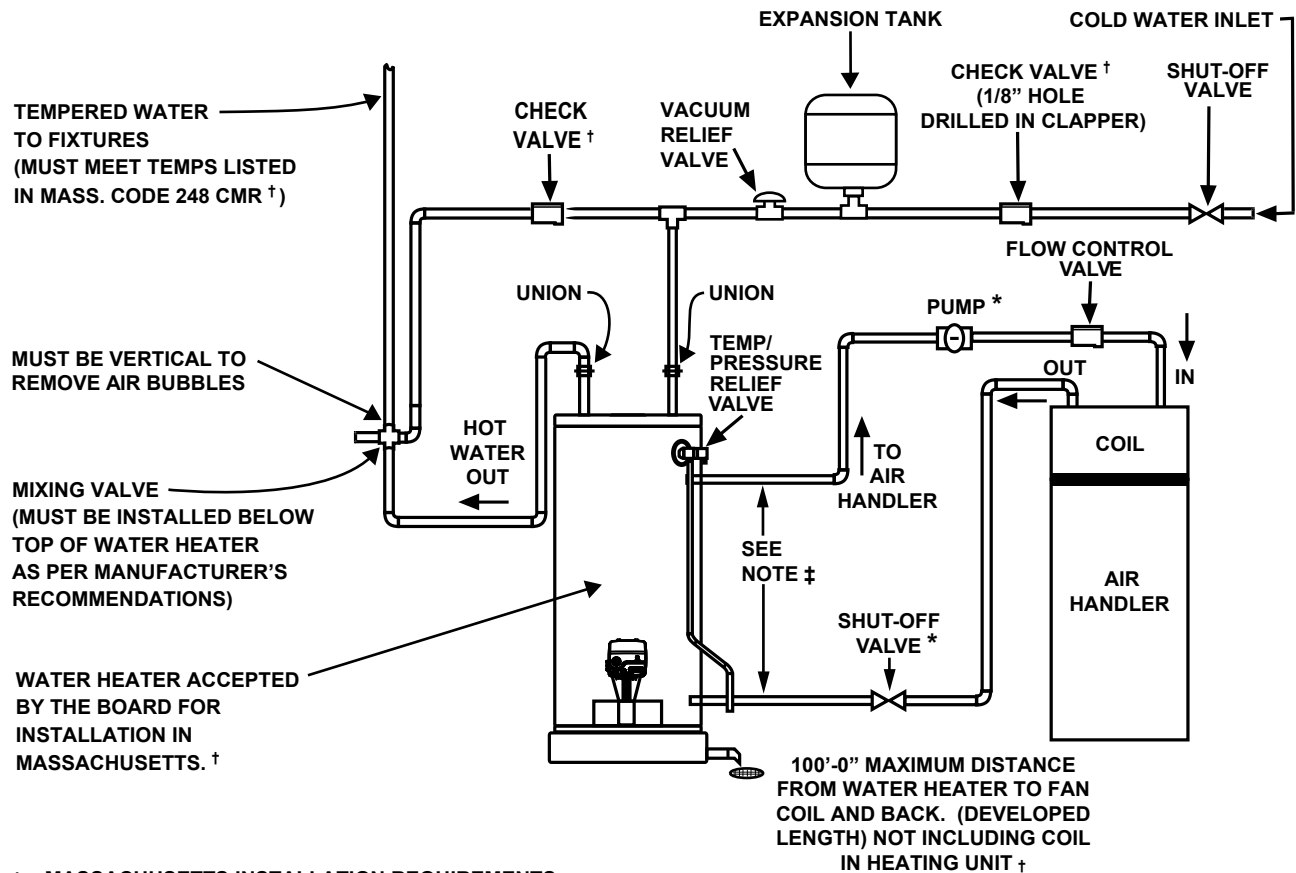 EXPANSION TANK
COLD WATER INLET
CHECK VALVE †
(1/8” HOLE
DRILLED IN CLAPPER)
SHUT-OFF
VALVE
TEMPERED WATER
TO FIXTURES
(MUST MEET TEMPS LISTED
IN MASS. CODE 248 CMR †)
CHECK
VALVE †
VACUUM
RELIEF
VALVE
FLOW CONTROL
VALVE
UNION
UNION
PUMP *
TEMP/
PRESSURE
RELIEF
VALVE
MUST BE VERTICAL TO
REMOVE AIR BUBBLES
OUT
IN
HOT
WATER
OUT
TO
AIR
HANDLER
COIL
MIXING VALVE
(MUST BE INSTALLED BELOW
TOP OF WATER HEATER
AS PER MANUFACTURER’S
RECOMMENDATIONS)
SEE
NOTE ‡
AIR
HANDLER
SHUT-OFF
VALVE *
WATER HEATER ACCEPTED
BY THE BOARD FOR
INSTALLATION IN
MASSACHUSETTS. †
100’-0” MAXIMUM DISTANCE
FROM WATER HEATER TO FAN
COIL AND BACK. (DEVELOPED
LENGTH) NOT INCLUDING COIL
IN HEATING UNIT †
MASSACHUSETTS INSTALLATION REQUIREMENTS